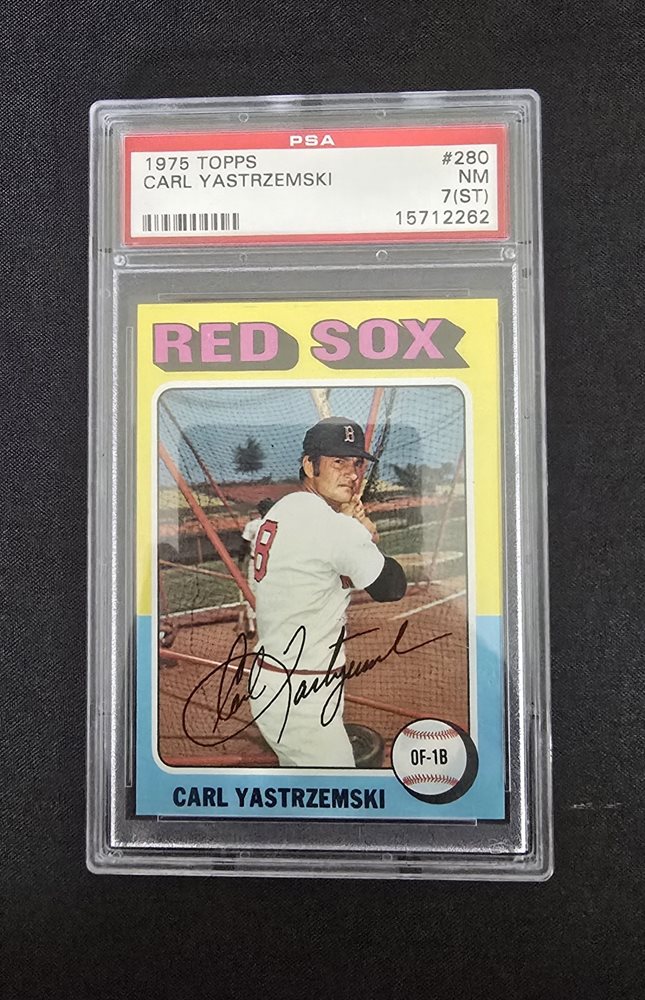 PSA
1975 TOPPS #280
CARL YASTRZEMSKI NM
7(ST)
15712262
RED SOX
B
8
Carl Yastrzemski
OF-1B
CARL YASTRZEMSKI